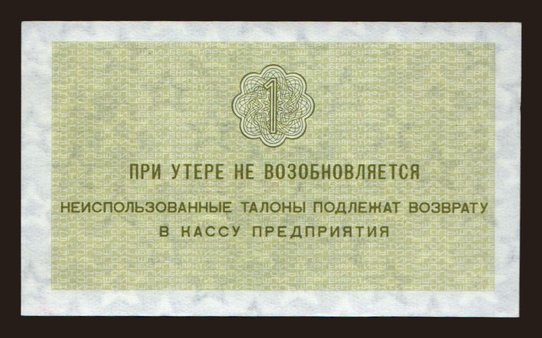 1
ПРИ УТЕРЕ НЕ ВОЗОБНОВЛЯЕТСЯ
НЕИСПОЛЬЗОВАННЫЕ ТАЛОНЫ ПОДЛЕЖАТ ВОЗВРАТУ
В КАССУ ПРЕДПРИЯТИЯ